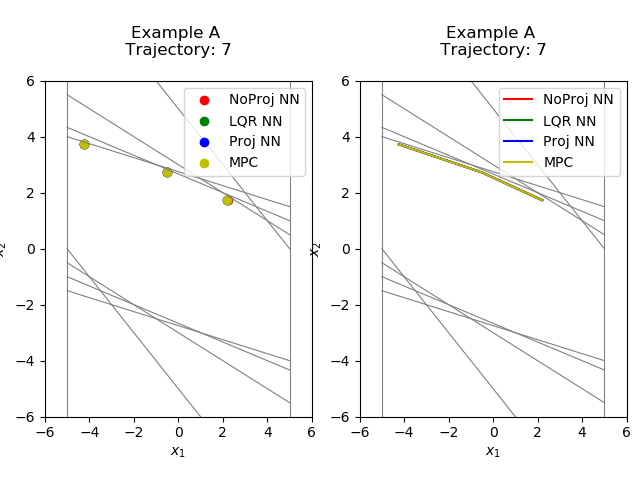 Example A
Trajectory: 7
NoProj NN
LQR NN
Proj NN
MPC
6
4
2
0
−2
−4
−6
x₂
−6 −4 −2 0 2 4 6
x₁
Example A
Trajectory: 7
NoProj NN
LQR NN
Proj NN
MPC
6
4
2
0
−2
−4
−6
x₂
−6 −4 −2 0 2 4 6
x₁